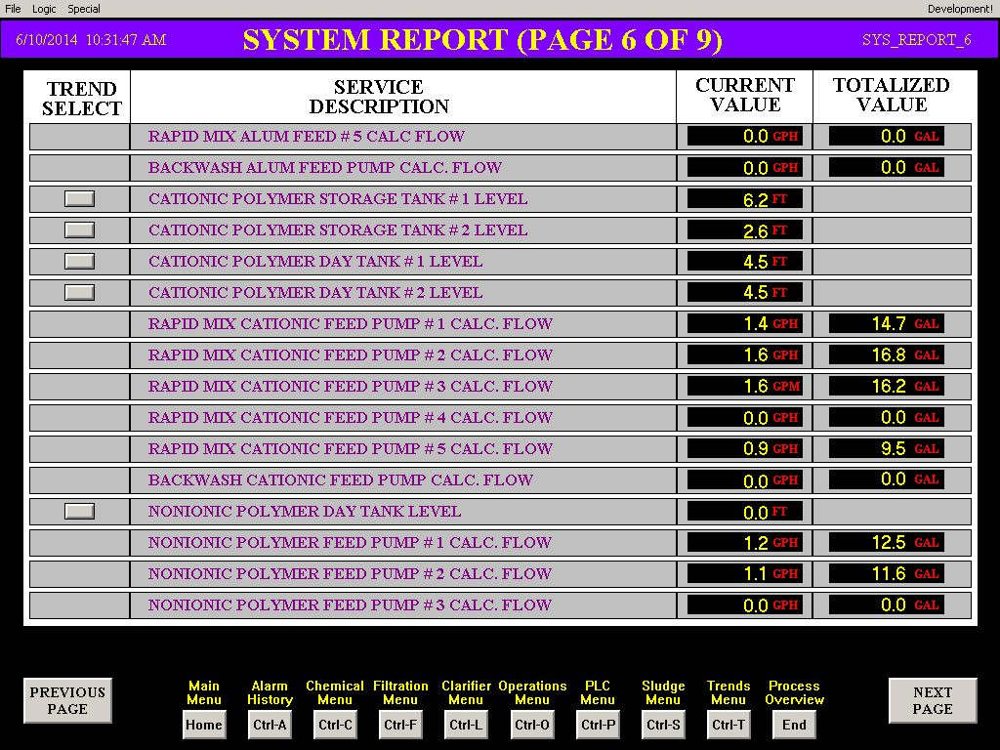 File Logic Special Development!
6/10/2014 10:31:47 AM SYSTEM REPORT (PAGE 6 OF 9) SYS_REPORT_6
TREND SERVICE CURRENT TOTALIZED
SELECT DESCRIPTION VALUE VALUE
RAPID MIX ALUM FEED # 5 CALC FLOW 0.0 GPH 0.0 GAL
BACKWASH ALUM FEED PUMP CALC. FLOW 0.0 GPH 0.0 GAL
CATIONIC POLYMER STORAGE TANK # 1 LEVEL 6.2 FT
CATIONIC POLYMER STORAGE TANK # 2 LEVEL 2.6 FT
CATIONIC POLYMER DAY TANK # 1 LEVEL 4.5 FT
CATIONIC POLYMER DAY TANK # 2 LEVEL 4.5 FT
RAPID MIX CATIONIC FEED PUMP # 1 CALC. FLOW 1.4 GPH 14.7 GAL
RAPID MIX CATIONIC FEED PUMP # 2 CALC. FLOW 1.6 GPH 16.8 GAL
RAPID MIX CATIONIC FEED PUMP # 3 CALC. FLOW 1.6 GPM 16.2 GAL
RAPID MIX CATIONIC FEED PUMP # 4 CALC. FLOW 0.0 GPH 0.0 GAL
RAPID MIX CATIONIC FEED PUMP # 5 CALC. FLOW 0.9 GPH 9.5 GAL
BACKWASH CATIONIC FEED PUMP CALC. FLOW 0.0 GPH 0.0 GAL
NONIONIC POLYMER DAY TANK LEVEL 0.0 FT
NONIONIC POLYMER FEED PUMP # 1 CALC. FLOW 1.2 GPH 12.5 GAL
NONIONIC POLYMER FEED PUMP # 2 CALC. FLOW 1.1 GPH 11.6 GAL
NONIONIC POLYMER FEED PUMP # 3 CALC. FLOW 0.0 GPH 0.0 GAL
PREVIOUS
PAGE
Main Alarm Chemical Filtration Clarifier Operations PLC Sludge Trends Process
Menu History Menu Menu Menu Menu Menu Menu Menu Overview
Home Ctrl-A Ctrl-C Ctrl-F Ctrl-L Ctrl-O Ctrl-P Ctrl-S Ctrl-T End
NEXT
PAGE